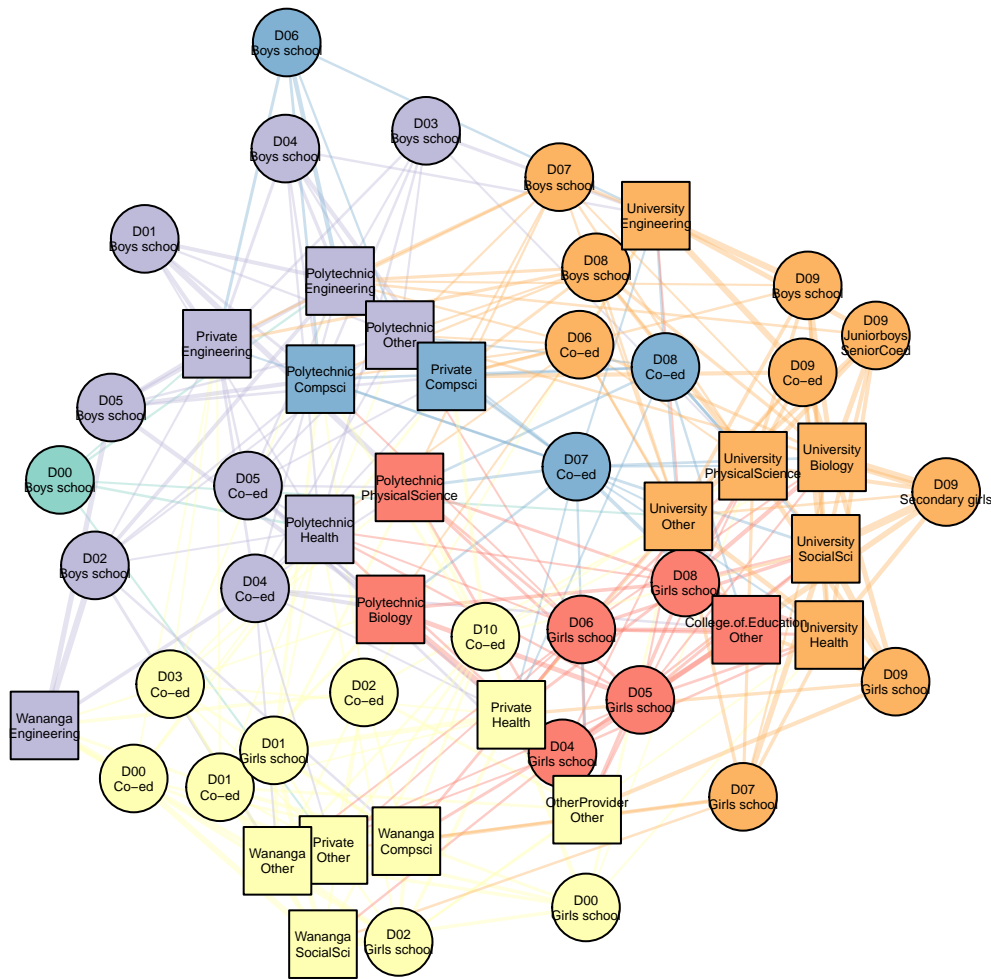 D06
Boys school
D03
Boys school
D04
Boys school
D07
Boys school
University
Engineering
D01
Boys school
D08
Boys school
Polytechnic
Engineering
D09
Boys school
Polytechnic
Other
Private
Engineering
D09
Juniorboys
SeniorCoed
D06
Co−ed
D08
Co−ed
D09
Co−ed
Polytechnic
Compsci
Private
Compsci
D05
Boys school
University
PhysicalScience
University
Biology
D07
Co−ed
D00
Boys school
D05
Co−ed
Polytechnic
PhysicalScience
D09
Secondary girls
University
Other
Polytechnic
Health
University
SocialSci
D02
Boys school
D08
Girls school
D04
Co−ed
Polytechnic
Biology
D10
Co−ed
D06
Girls school
College.of.Education
Other
University
Health
D03
Co−ed
D02
Co−ed
D09
Girls school
D05
Girls school
Private
Health
Wananga
Engineering
D01
Girls school
D04
Girls school
D00
Co−ed
D01
Co−ed
D07
Girls school
OtherProvider
Other
Wananga
Compsci
Private
Other
Wananga
Other
D00
Girls school
Wananga
SocialSci
D02
Girls school